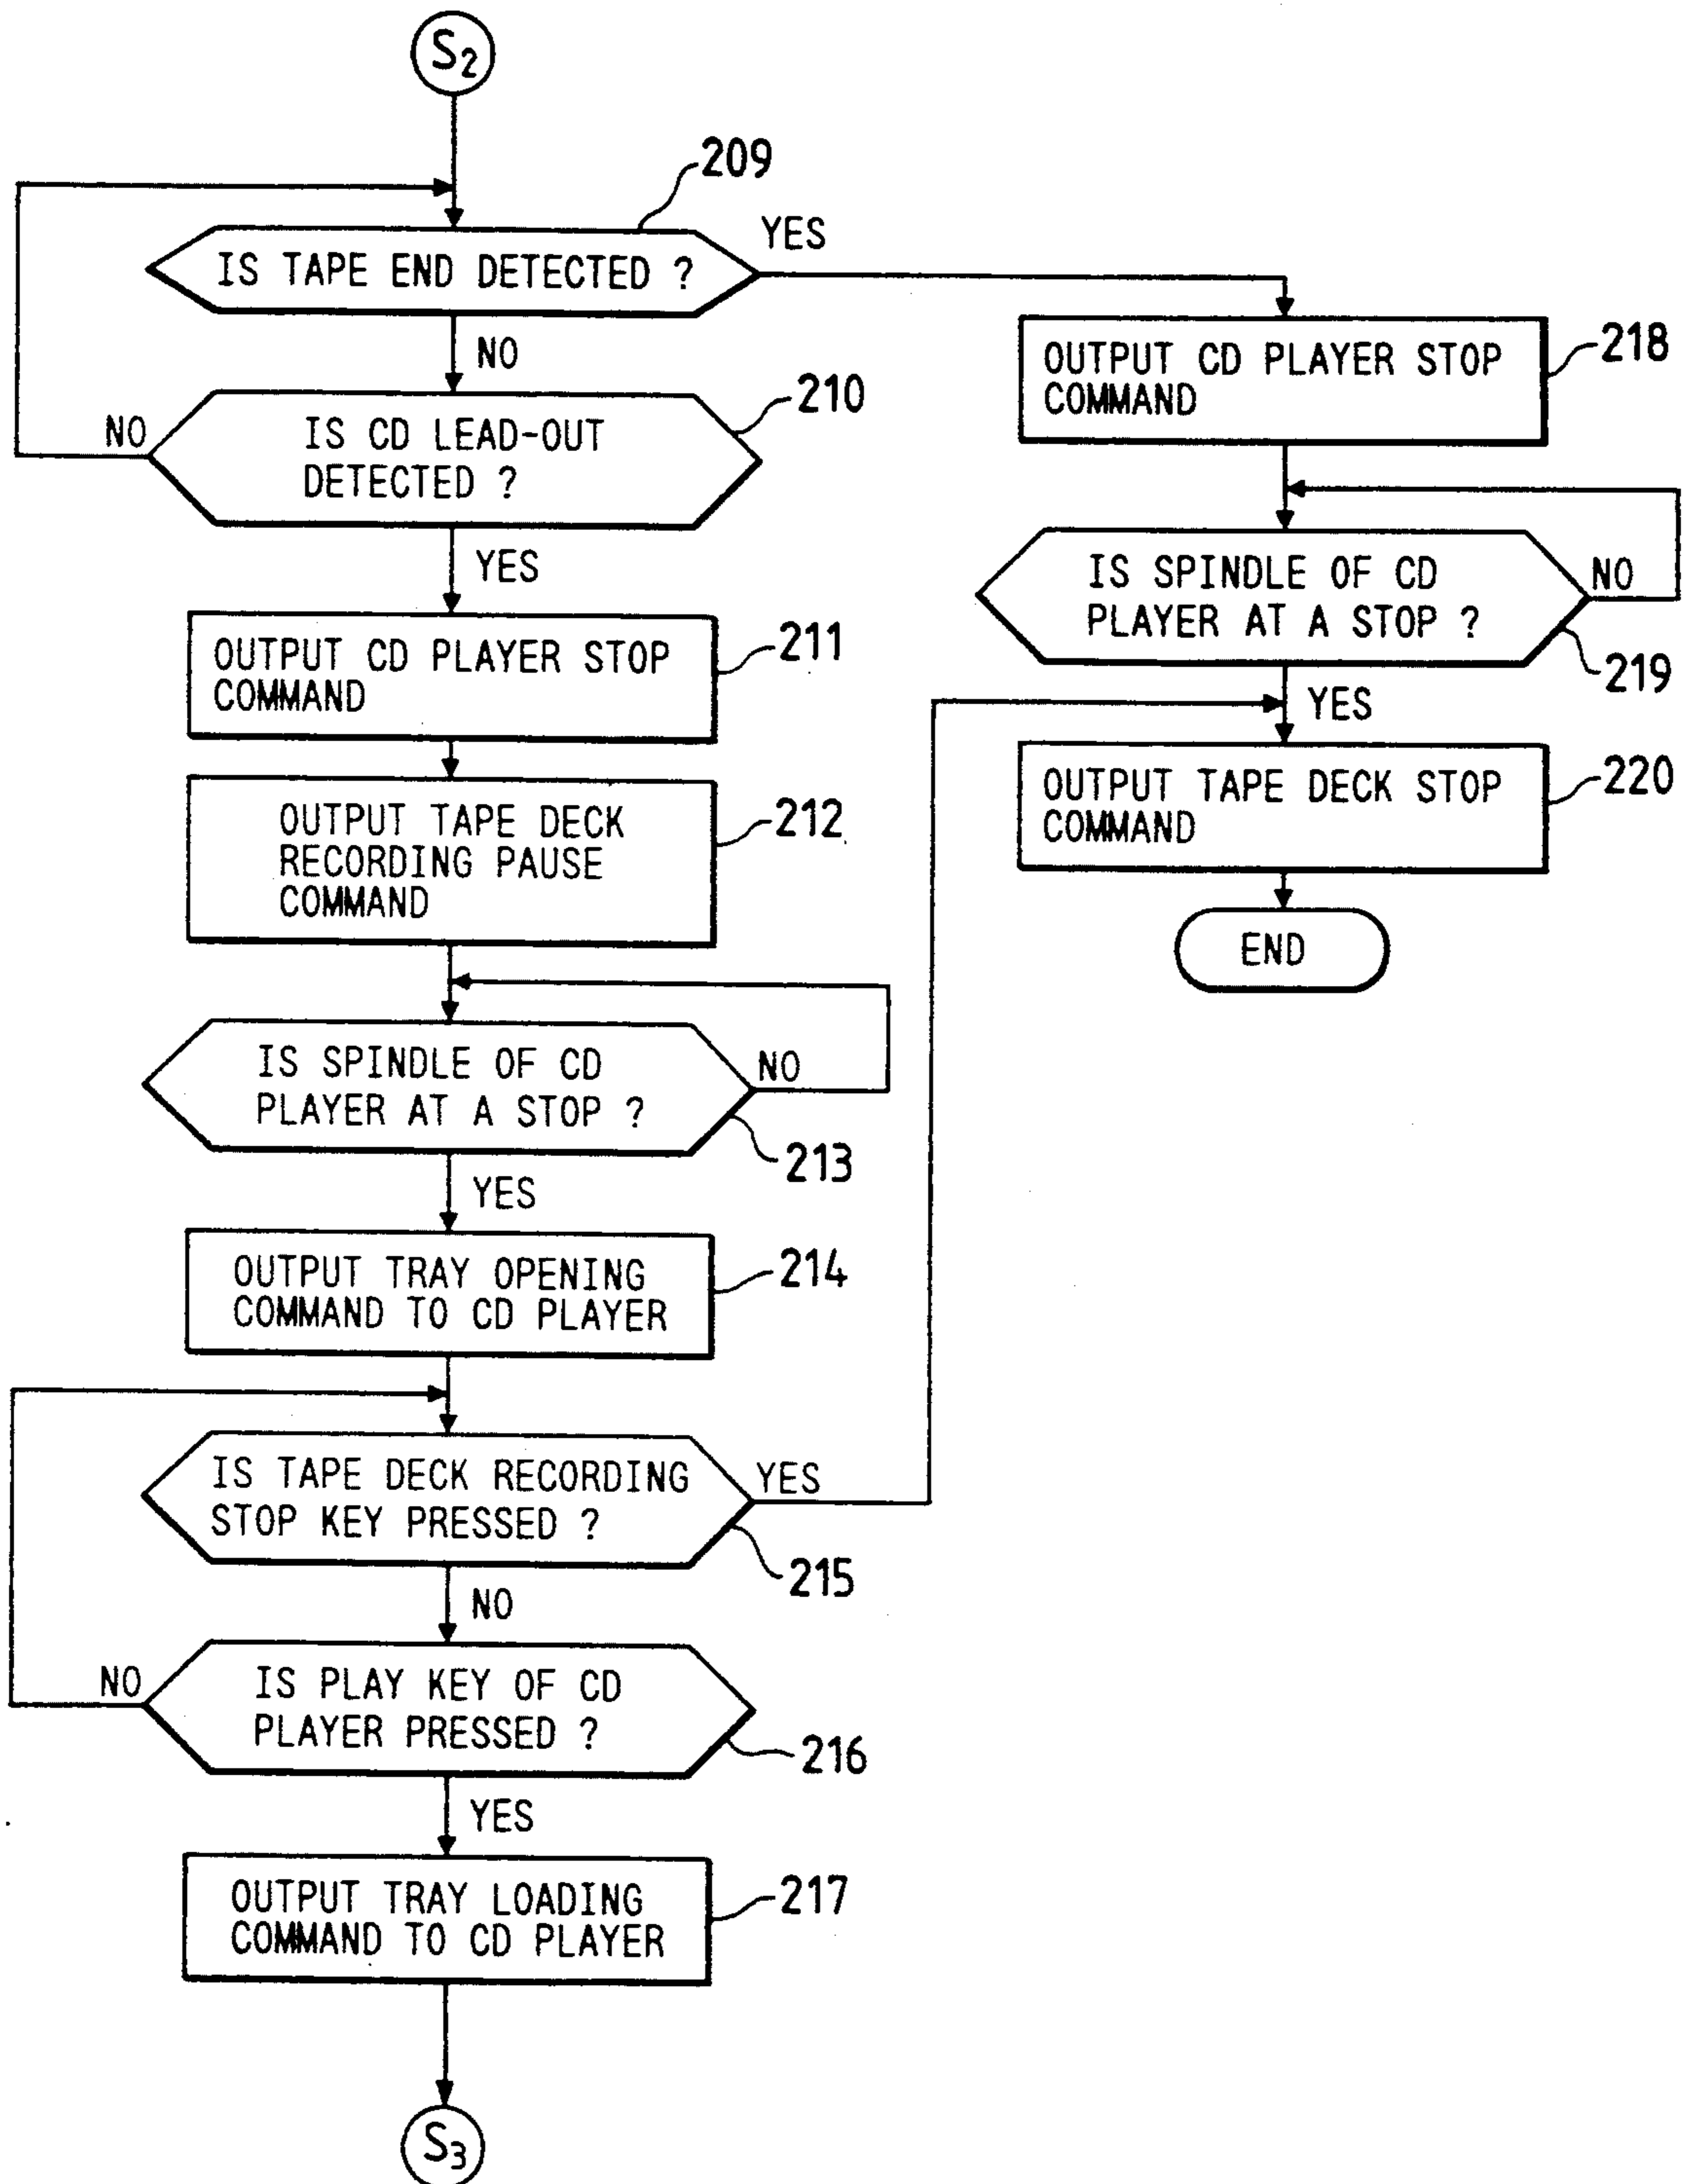 S2
209
IS TAPE END DETECTED ?
YES
NO
210
IS CD LEAD-OUT
DETECTED ?
NO
YES
211
OUTPUT CD PLAYER STOP
COMMAND
212
OUTPUT TAPE DECK
RECORDING PAUSE
COMMAND
IS SPINDLE OF CD
PLAYER AT A STOP ?
NO
213
YES
214
OUTPUT TRAY OPENING
COMMAND TO CD PLAYER
IS TAPE DECK RECORDING
STOP KEY PRESSED ?
YES
215
NO
IS PLAY KEY OF CD
PLAYER PRESSED ?
NO
216
YES
217
OUTPUT TRAY LOADING
COMMAND TO CD PLAYER
S3
218
OUTPUT CD PLAYER STOP
COMMAND
IS SPINDLE OF CD
PLAYER AT A STOP ?
NO
219
YES
220
OUTPUT TAPE DECK STOP
COMMAND
END